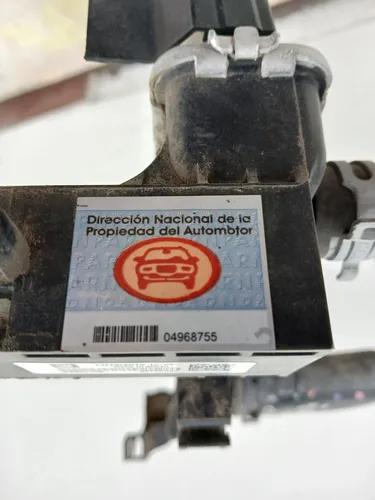 Dirección Nacional de la
Propiedad del Automotor
04968755